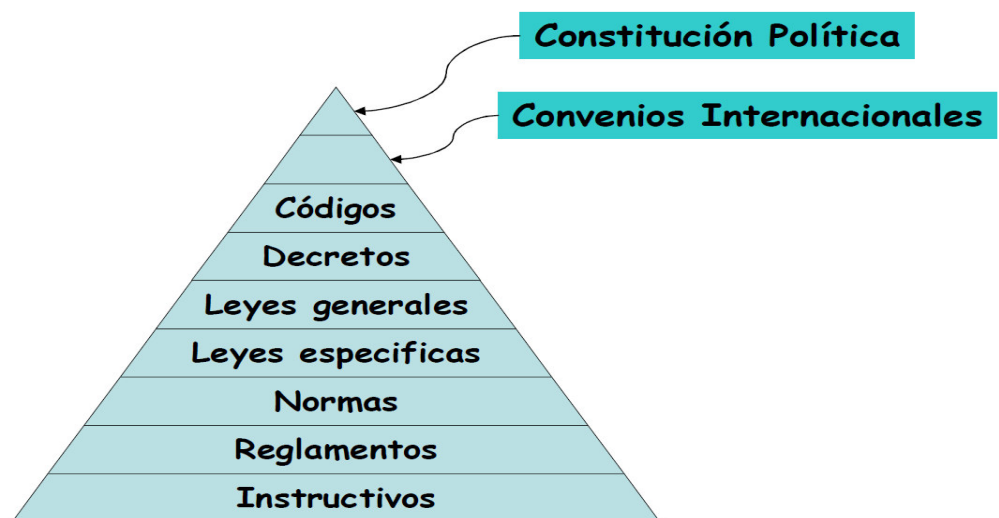 Constitución Política
Convenios Internacionales
Códigos
Decretos
Leyes generales
Leyes especificas
Normas
Reglamentos
Instructivos